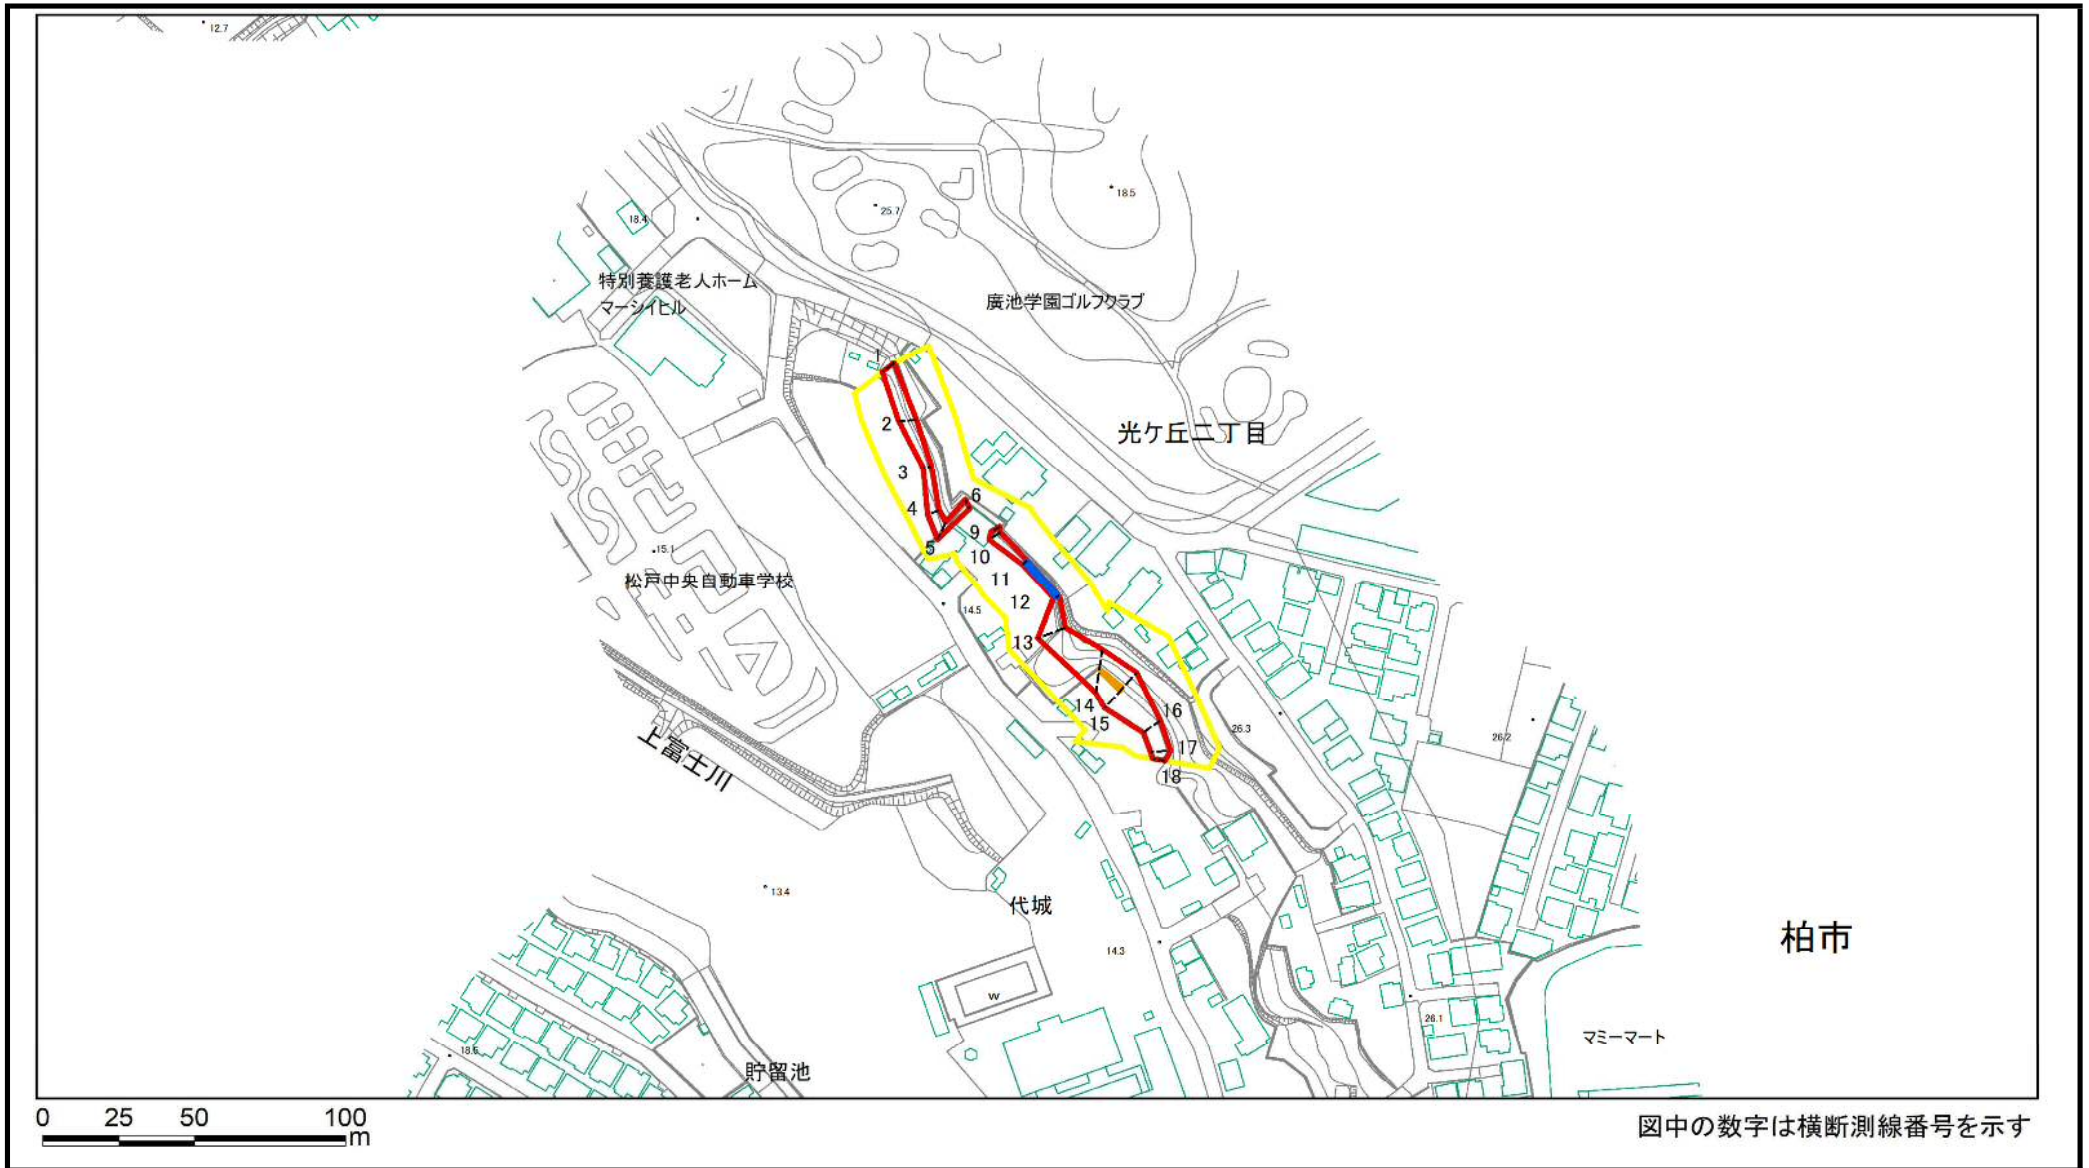 12.7
18.5
25.7
18.4
特別養護老人ホーム
マーシイヒル
廣池学園ゴルフクラブ
1
光ケ丘二丁目
2
3
6
4
9
5
10
15.1
松戸中央自動車学校
11
12
14.5
13
14
16
15
26.3
26.2
上富士川
17
18
13.4
代城
柏市
14.3
W
26.1
マミーマート
18.6
貯留池
0 25 50 100
m
図中の数字は横断測線番号を示す